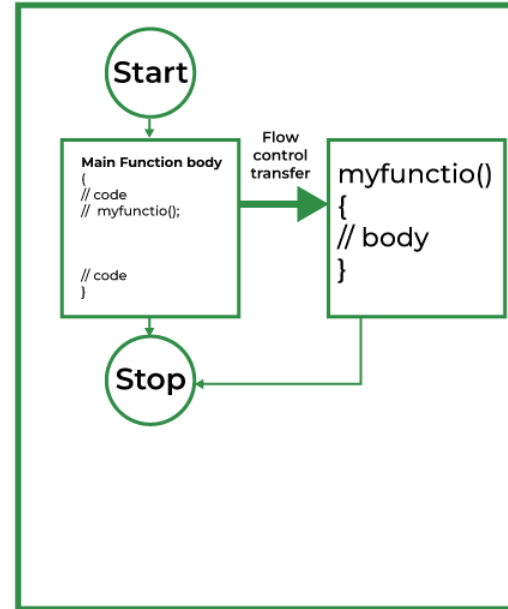 Start
Main Function body
{
// code
// myfunctio();
// code
}
Flow
control
transfer
myfunctio()
{
// body
}
Stop